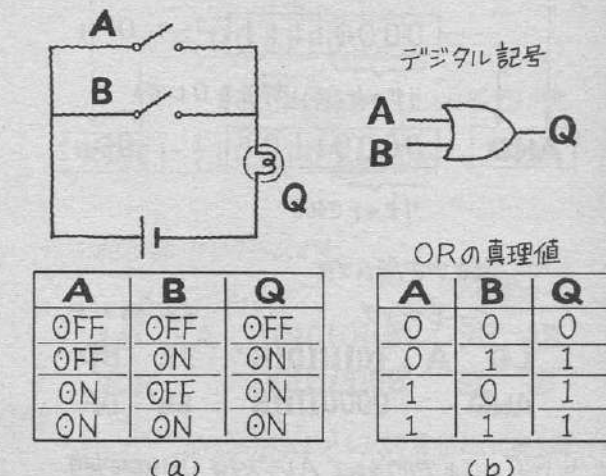 A
B
Q
デジタル記号
A
B
Q
ORの真理値
A B Q
OFF OFF OFF
OFF ON ON
ON OFF ON
ON ON ON
(a)
A B Q
0 0 0
0 1 1
1 0 1
1 1 1
(b)